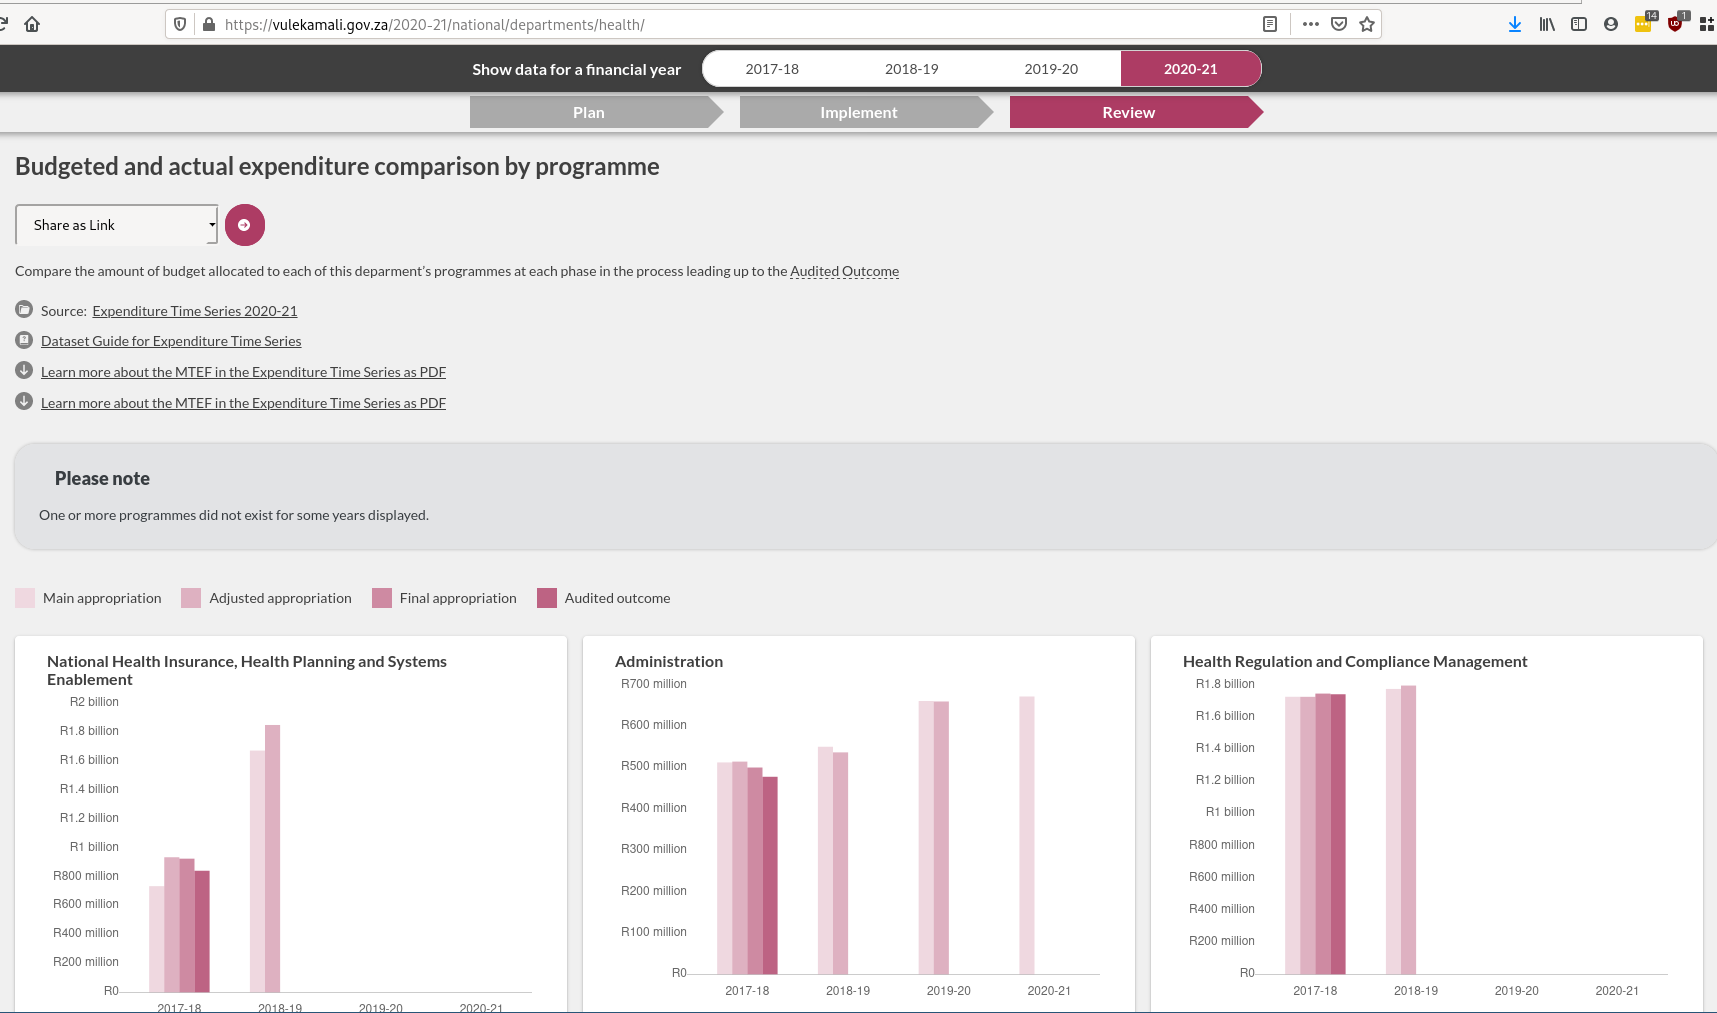 https://vulekamali.gov.za/2020-21/national/departments/health/
14
1
Show data for a financial year
2017-18
2018-19
2019-20
2020-21
Plan
Implement
Review
Budgeted and actual expenditure comparison by programme
Share as Link
Compare the amount of budget allocated to each of this deparment's programmes at each phase in the process leading up to the Audited Outcome
Source: Expenditure Time Series 2020-21
Dataset Guide for Expenditure Time Series
Learn more about the MTEF in the Expenditure Time Series as PDF
Learn more about the MTEF in the Expenditure Time Series as PDF
Please note
One or more programmes did not exist for some years displayed.
Main appropriation
Adjusted appropriation
Final appropriation
Audited outcome
National Health Insurance, Health Planning and Systems
Enablement
R2 billion
R1.8 billion
R1.6 billion
R1.4 billion
R1.2 billion
R1 billion
R800 million
R600 million
R400 million
R200 million
R0
2017-18
2018-19
2019-20
2020-21
Administration
R700 million
R600 million
R500 million
R400 million
R300 million
R200 million
R100 million
R0
2017-18
2018-19
2019-20
2020-21
Health Regulation and Compliance Management
R1.8 billion
R1.6 billion
R1.4 billion
R1.2 billion
R1 billion
R800 million
R600 million
R400 million
R200 million
R0
2017-18
2018-19
2019-20
2020-21